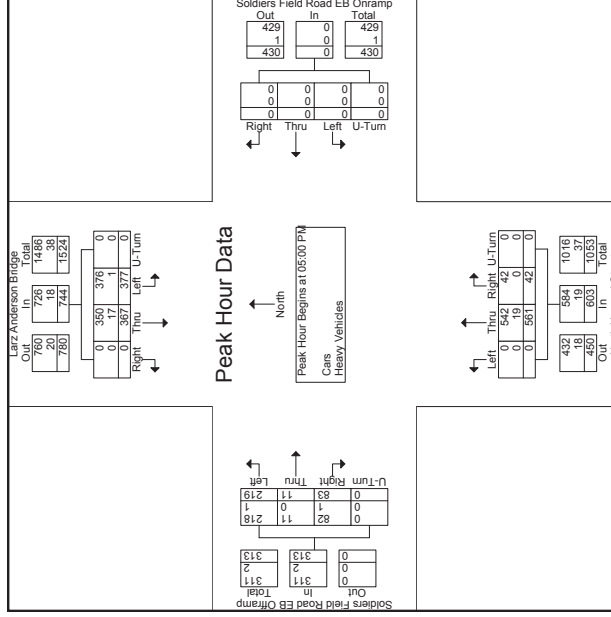 Soldiers Field Road EB Onramp
Out In Total
429 0 429
1 0 1
430 0 430
0 0 0 0
0 0 0 0
0 0 0 0
Right Thru Left U-Turn
Larz Anderson Bridge
Out In Total
760 726 1486
20 18 38
780 744 1524
0 350 376 0
0 17 1 0
0 367 377 0
Right Thru Left U-Turn
Peak Hour Data
North
Peak Hour Begins at 05:00 PM
Cars
Heavy Vehicles
Left Thru Right U-Turn
0 542 42 0
0 19 0 0
0 561 42 0
432 584 1016
18 19 37
450 603 1053
Out In Total
Soldiers Field Road EB Offramp
Out In Total
0 311 311
0 2 2
0 313 313
0 82 11 218
0 1 0 1
0 83 11 219
U-Turn Right Thru Left